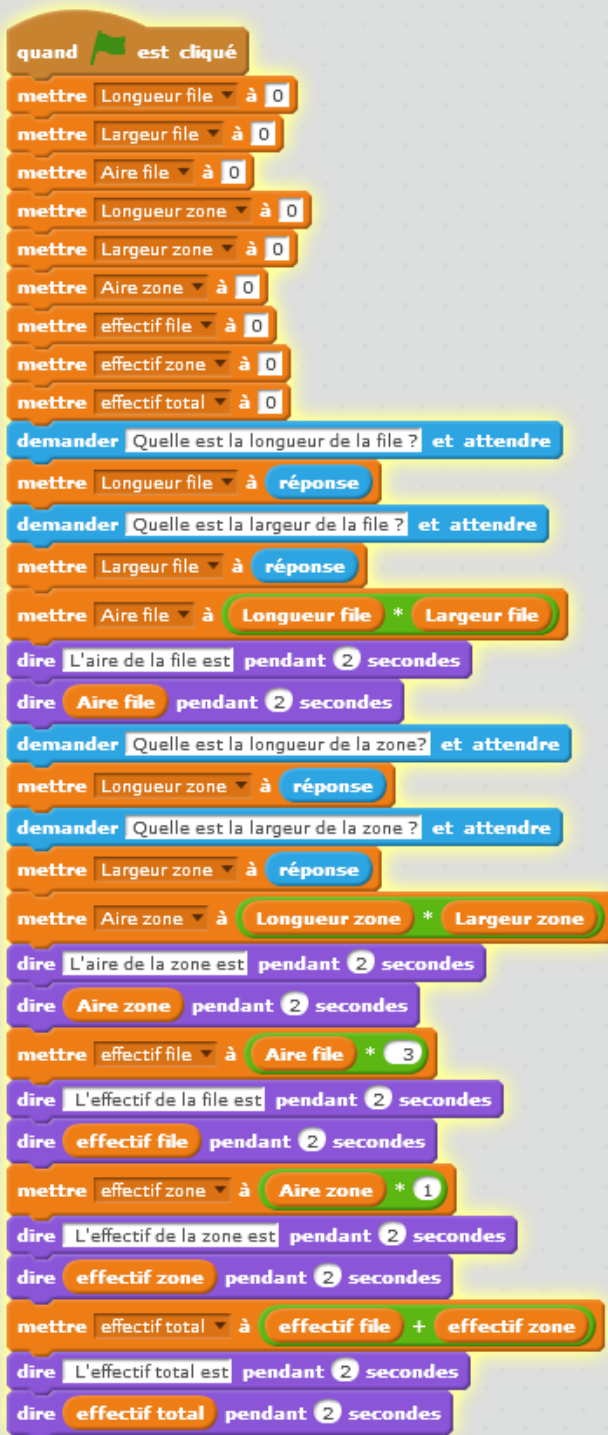 quand est cliqué
mettre Longueur file à 0
mettre Largeur file à 0
mettre Aire file à 0
mettre Longueur zone à 0
mettre Largeur zone à 0
mettre Aire zone à 0
mettre effectif file à 0
mettre effectif zone à 0
mettre effectif total à 0
demander Quelle est la longueur de la file ? et attendre
mettre Longueur file à réponse
demander Quelle est la largeur de la file ? et attendre
mettre Largeur file à réponse
mettre Aire file à Longueur file * Largeur file
dire L'aire de la file est pendant 2 secondes
dire Aire file pendant 2 secondes
demander Quelle est la longueur de la zone? et attendre
mettre Longueur zone à réponse
demander Quelle est la largeur de la zone ? et attendre
mettre Largeur zone à réponse
mettre Aire zone à Longueur zone * Largeur zone
dire L'aire de la zone est pendant 2 secondes
dire Aire zone pendant 2 secondes
mettre effectif file à Aire file * 3
dire L'effectif de la file est pendant 2 secondes
dire effectif file pendant 2 secondes
mettre effectif zone à Aire zone * 1
dire L'effectif de la zone est pendant 2 secondes
dire effectif zone pendant 2 secondes
mettre effectif total à effectif file + effectif zone
dire L'effectif total est pendant 2 secondes
dire effectif total pendant 2 secondes